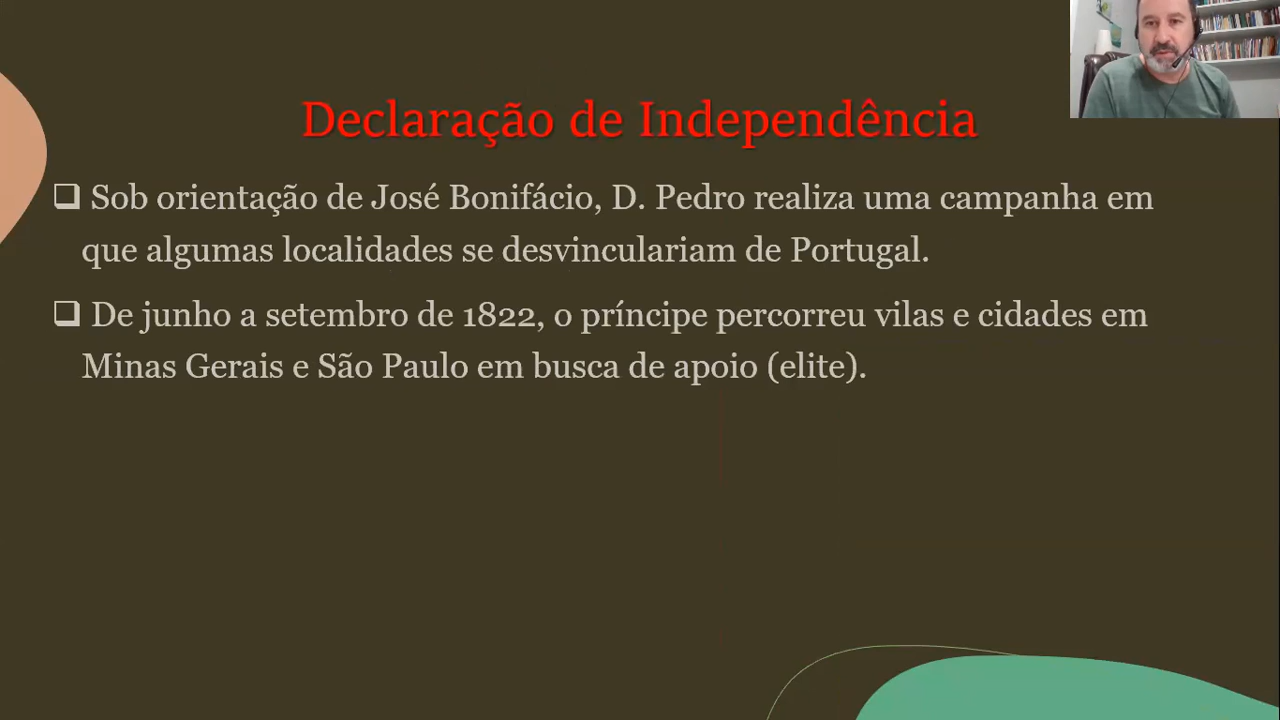 Declaração de Independência
❑ Sob orientação de José Bonifácio, D. Pedro realiza uma campanha em
que algumas localidades se desvinculariam de Portugal.
❑ De junho a setembro de 1822, o príncipe percorreu vilas e cidades em
Minas Gerais e São Paulo em busca de apoio (elite).